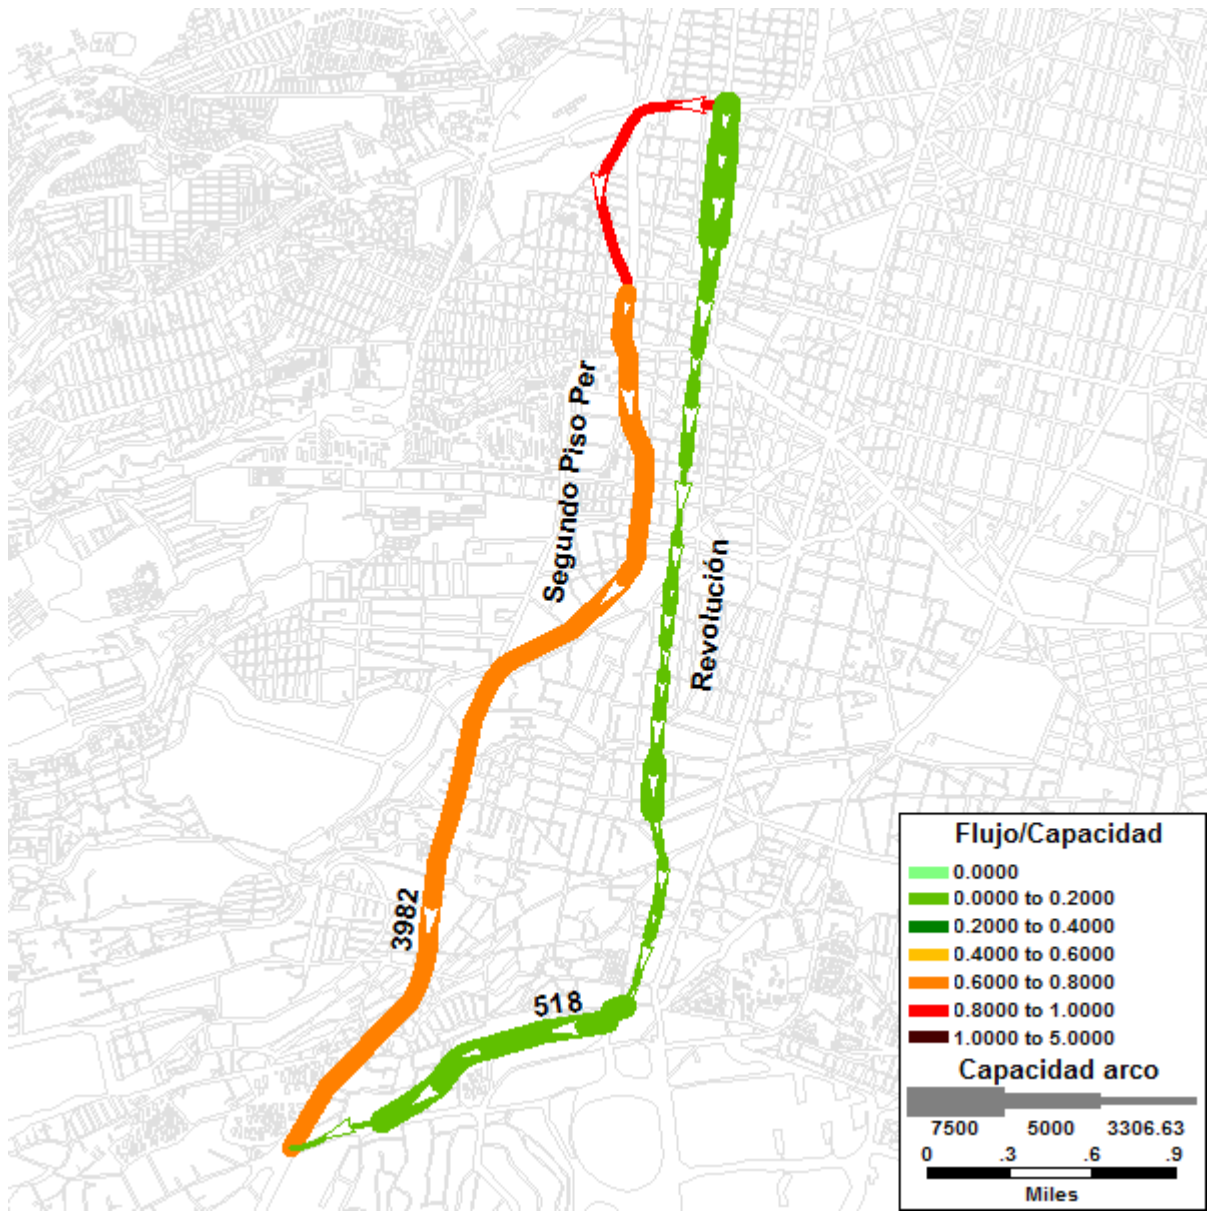 Segundo Piso Per
Revolución
3982
518
Flujo/Capacidad
0.0000
0.0000 to 0.2000
0.2000 to 0.4000
0.4000 to 0.6000
0.6000 to 0.8000
0.8000 to 1.0000
1.0000 to 5.0000
Capacidad arco
7500 5000 3306.63
0 .3 .6 .9
Miles